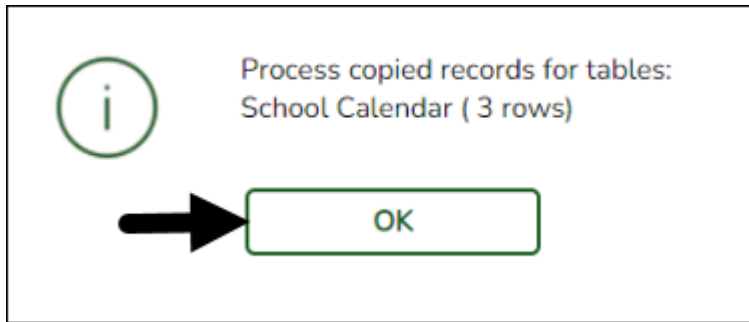 Process copied records for tables:
School Calendar ( 3 rows)
OK